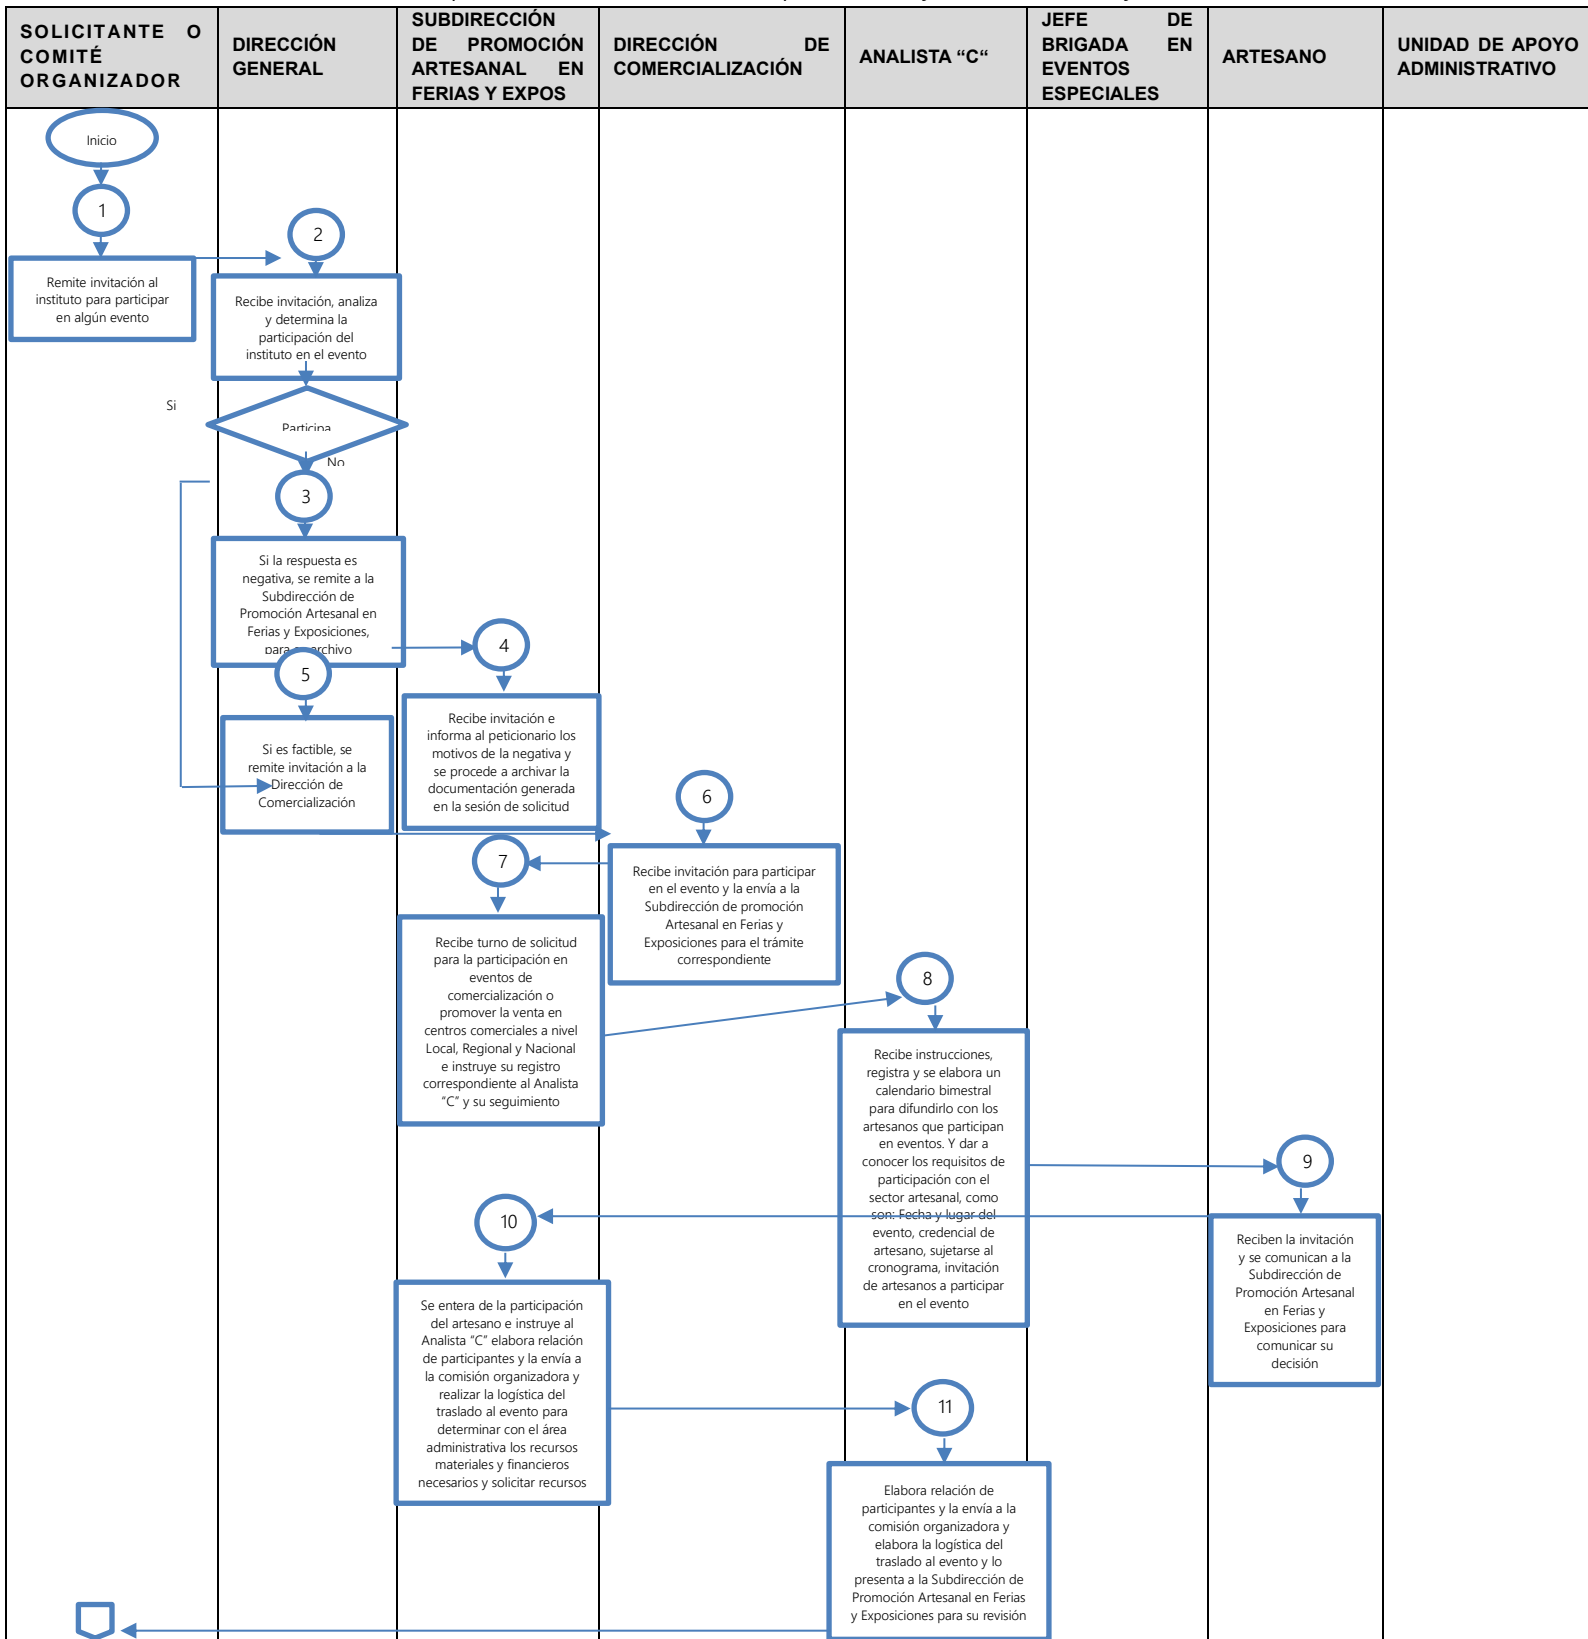 SOLICITANTE O
COMITÉ
ORGANIZADOR
DIRECCIÓN
GENERAL
SUBDIRECCIÓN
DE PROMOCIÓN
ARTESANAL EN
FERIAS Y EXPOS
DIRECCIÓN DE
COMERCIALIZACIÓN
ANALISTA “C“
JEFE DE
BRIGADA EN
EVENTOS
ESPECIALES
ARTESANO
UNIDAD DE APOYO
ADMINISTRATIVO
Inicio
1
Remite invitación al
instituto para participar
en algún evento
2
Recibe invitación, analiza
y determina la
participación del
instituto en el evento
Si
Participa
No
3
Si la respuesta es
negativa, se remite a la
Subdirección de
Promoción Artesanal en
Ferias y Exposiciones,
para archivo
4
Recibe invitación e
informa al peticionario los
motivos de la negativa y
se procede a archivar la
documentación generada
en la sesión de solicitud
5
Si es factible, se
remite invitación a la
Dirección de
Comercialización
6
Recibe invitación para participar
en el evento y la envía a la
Subdirección de promoción
Artesanal en Ferias y
Exposiciones para el trámite
correspondiente
7
Recibe turno de solicitud
para la participación en
eventos de
comercialización o
promover la venta en
centros comerciales a nivel
Local, Regional y Nacional
e instruye su registro
correspondiente al Analista
“C” y su seguimiento
8
Recibe instrucciones,
registra y se elabora un
calendario bimestral
para difundirlo con los
artesanos que participan
en eventos. Y dar a
conocer los requisitos de
participación con el
sector artesanal, como
son: Fecha y lugar del
evento, credencial de
artesano, sujetarse al
cronograma, invitación
de artesanos a participar
en el evento
9
Reciben la invitación
y se comunican a la
Subdirección de
Promoción Artesanal
en Ferias y
Exposiciones para
comunicar su
decisión
10
Se entera de la participación
del artesano e instruye al
Analista “C” elabora relación
de participantes y la envía a
la comisión organizadora y
realizar la logística del
traslado al evento para
determinar con el área
administrativa los recursos
materiales y financieros
necesarios y solicitar recursos
11
Elabora relación de
participantes y la envía a la
comisión organizadora y
elabora la logística del
traslado al evento y lo
presenta a la Subdirección de
Promoción Artesanal en Ferias
y Exposiciones para su revisión